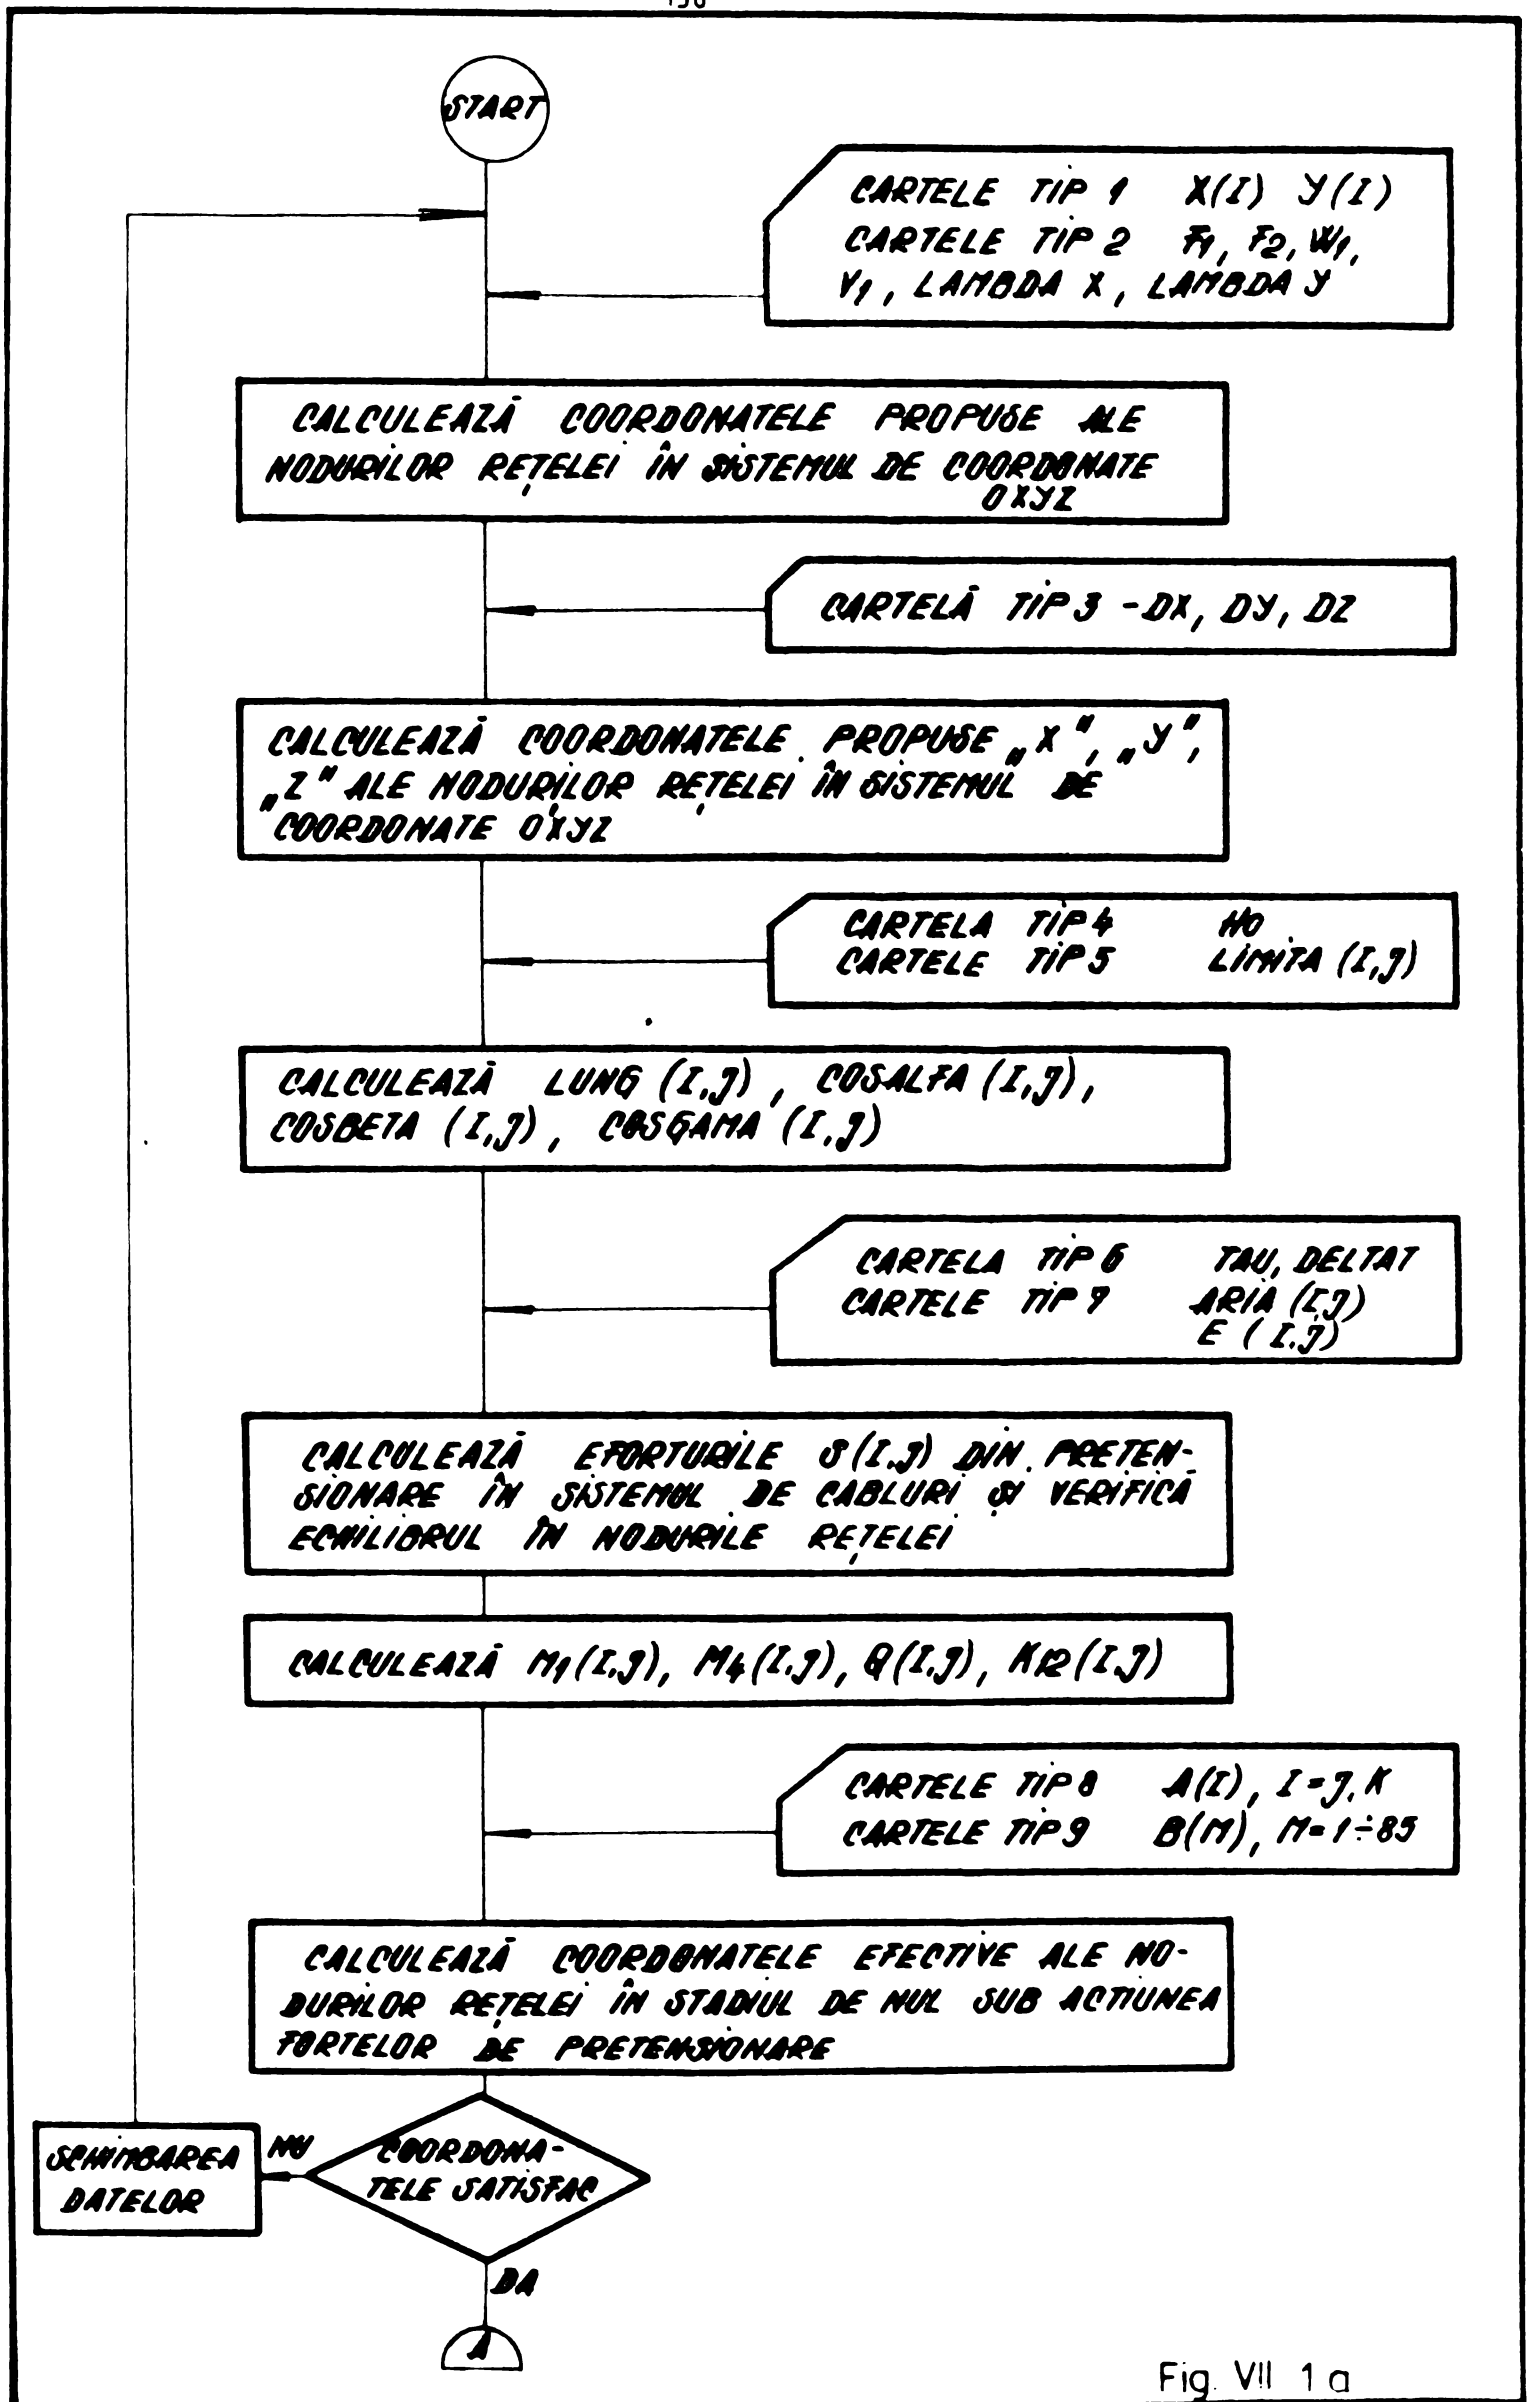 START
CARTELE TIP 1 X(I) Y(I)
CARTELE TIP 2 F1, F2, W1,
V1, LAMBDA X, LAMBDA Y
CALCULEAZĂ COORDONATELE PROPUSE ALE
NODURILOR REȚELEI ÎN SISTEMUL DE COORDONATE
OXYZ
CARTELĂ TIP 3 - DX, DY, DZ
CALCULEAZĂ COORDONATELE PROPUSE „X”, „Y”,
„Z” ALE NODURILOR REȚELEI ÎN SISTEMUL DE
COORDONATE O'XYZ
CARTELA TIP 4 HO
CARTELE TIP 5 LIMITA (I,J)
CALCULEAZĂ LUNG (I,J), COSALFA (I,J),
COSBETA (I,J), COSGAMA (I,J)
CARTELA TIP 6 TAU, DELTAT
CARTELE TIP 7 ARIA (I,J)
E (I,J)
CALCULEAZĂ EFORTURILE S(I,J) DIN PRETEN-
SIONARE ÎN SISTEMUL DE CABLURI ȘI VERIFICĂ
ECHILIBRUL ÎN NODURILE REȚELEI
CALCULEAZĂ M1(I,J), M4(I,J), Q(I,J), K12(I,J)
CARTELE TIP 8 A(I), I=J,K
CARTELE TIP 9 B(M), M=1÷85
CALCULEAZĂ COORDONATELE EFECTIVE ALE NO-
DURILOR REȚELEI ÎN STADIUL DE NUL SUB ACTIUNEA
FORTELOR DE PRETENSIONARE
SCHIMBAREA
DATELOR
NU
COORDONA-
TELE SATISFAC
DA
A
Fig. VII 1 a